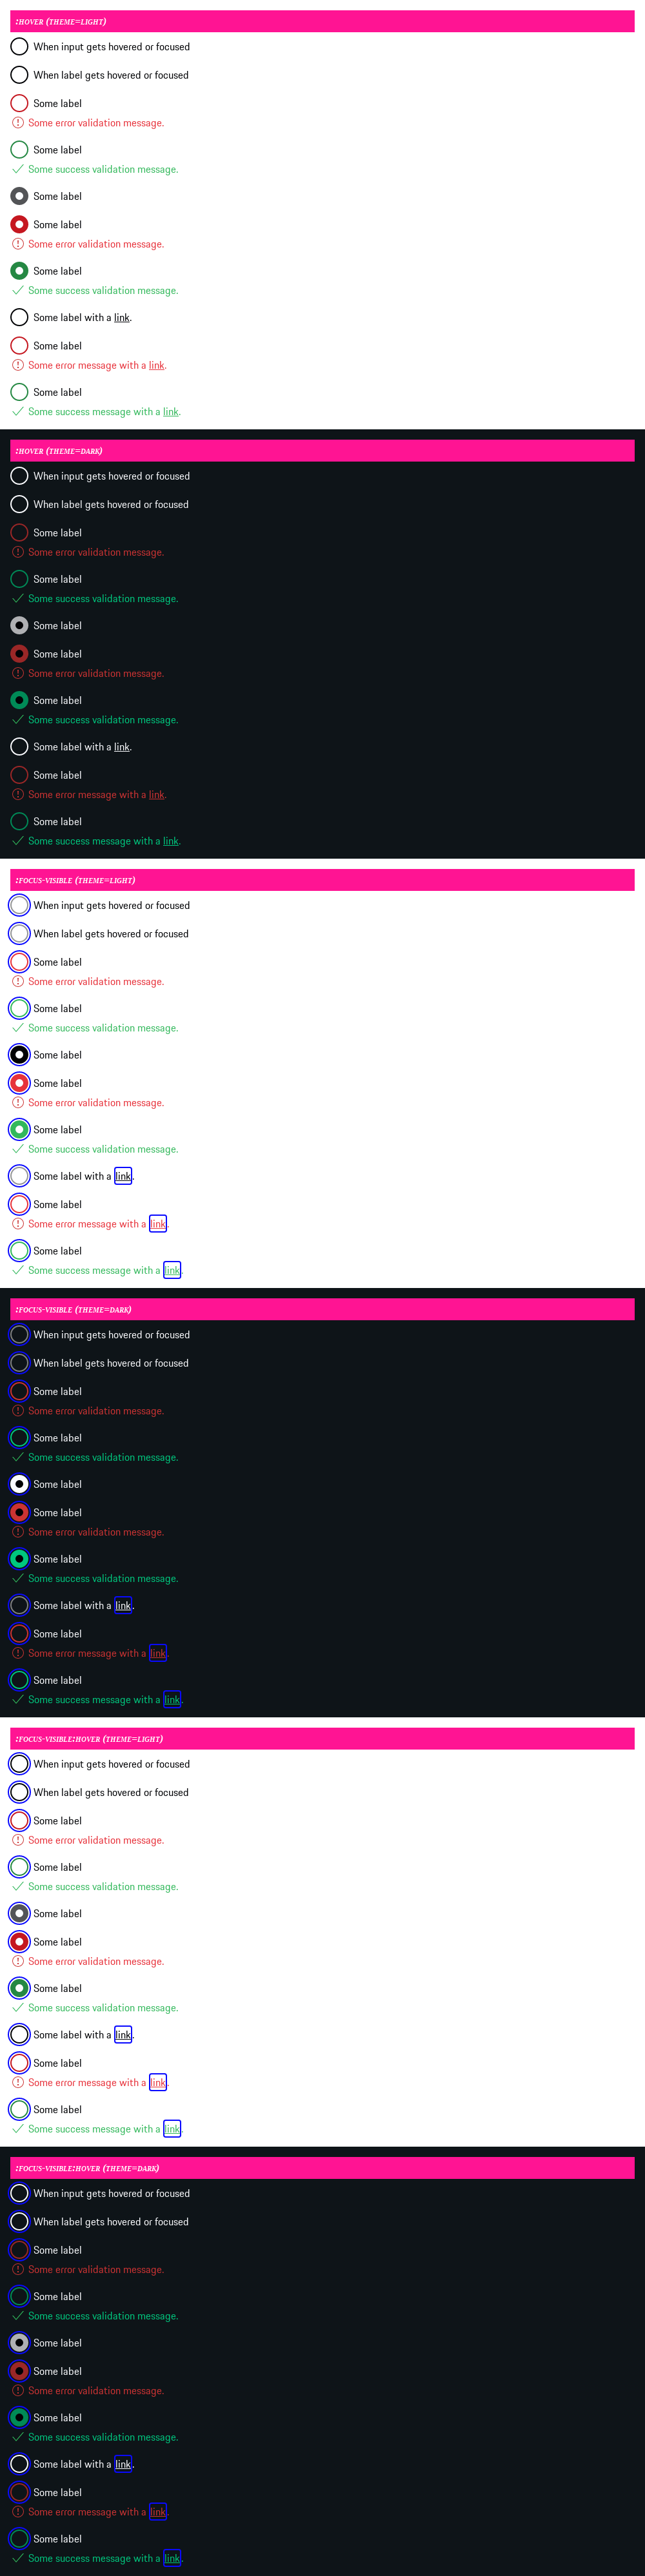 :HOVER (THEME=LIGHT)
When input gets hovered or focused
When label gets hovered or focused
Some label
Some error validation message.
Some label
Some success validation message.
Some label
Some label
Some error validation message.
Some label
Some success validation message.
Some label with a link.
Some label
Some error message with a link.
Some label
Some success message with a link.
:HOVER (THEME=DARK)
When input gets hovered or focused
When label gets hovered or focused
Some label
Some error validation message.
Some label
Some success validation message.
Some label
Some label
Some error validation message.
Some label
Some success validation message.
Some label with a link.
Some label
Some error message with a link.
Some label
Some success message with a link.
:FOCUS-VISIBLE (THEME=LIGHT)
When input gets hovered or focused
When label gets hovered or focused
Some label
Some error validation message.
Some label
Some success validation message.
Some label
Some label
Some error validation message.
Some label
Some success validation message.
Some label with a link.
Some label
Some error message with a link.
Some label
Some success message with a link.
:FOCUS-VISIBLE (THEME=DARK)
When input gets hovered or focused
When label gets hovered or focused
Some label
Some error validation message.
Some label
Some success validation message.
Some label
Some label
Some error validation message.
Some label
Some success validation message.
Some label with a link.
Some label
Some error message with a link.
Some label
Some success message with a link.
:FOCUS-VISIBLE:HOVER (THEME=LIGHT)
When input gets hovered or focused
When label gets hovered or focused
Some label
Some error validation message.
Some label
Some success validation message.
Some label
Some label
Some error validation message.
Some label
Some success validation message.
Some label with a link.
Some label
Some error message with a link.
Some label
Some success message with a link.
:FOCUS-VISIBLE:HOVER (THEME=DARK)
When input gets hovered or focused
When label gets hovered or focused
Some label
Some error validation message.
Some label
Some success validation message.
Some label
Some label
Some error validation message.
Some label
Some success validation message.
Some label with a link.
Some label
Some error message with a link.
Some label
Some success message with a link.